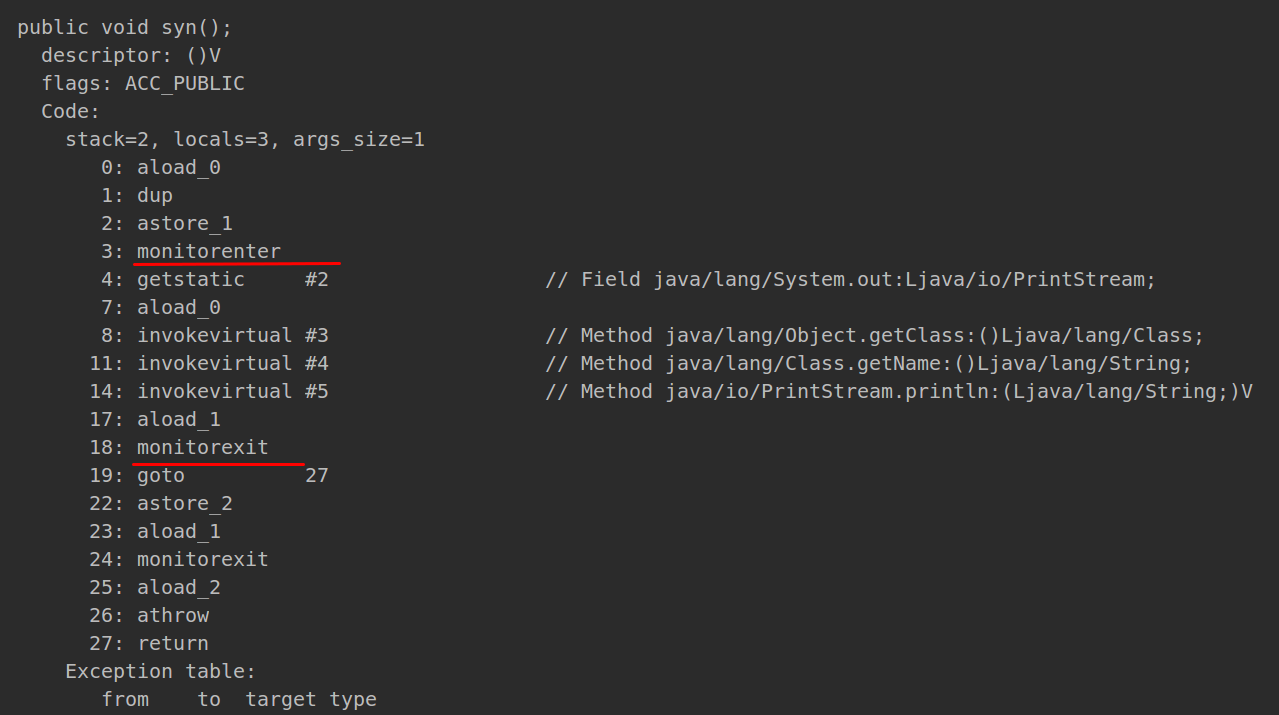 public void syn();
  descriptor: ()V
  flags: ACC_PUBLIC
  Code:
    stack=2, locals=3, args_size=1
       0: aload_0
       1: dup
       2: astore_1
       3: monitorenter
       4: getstatic     #2                  // Field java/lang/System.out:Ljava/io/PrintStream;
       7: aload_0
       8: invokevirtual #3                  // Method java/lang/Object.getClass:()Ljava/lang/Class;
      11: invokevirtual #4                  // Method java/lang/Class.getName:()Ljava/lang/String;
      14: invokevirtual #5                  // Method java/io/PrintStream.println:(Ljava/lang/String;)V
      17: aload_1
      18: monitorexit
      19: goto          27
      22: astore_2
      23: aload_1
      24: monitorexit
      25: aload_2
      26: athrow
      27: return
    Exception table:
       from    to  target type